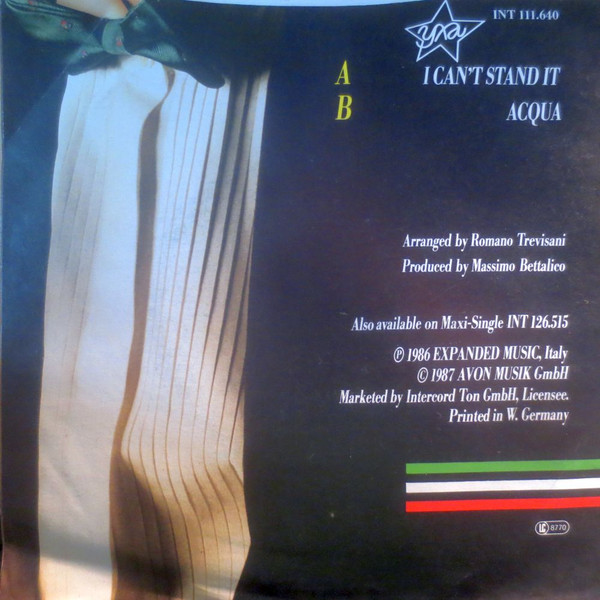 INT 111.640
yxa
A I CAN'T STAND IT
B ACQUA
Arranged by Romano Trevisani
Produced by Massimo Bettalico
Also available on Maxi-Single INT 126.515
℗ 1986 EXPANDED MUSIC, Italy
© 1987 AVON MUSIK GmbH
Marketed by Intercord Ton GmbH, Licensee.
Printed in W. Germany
LC 8770